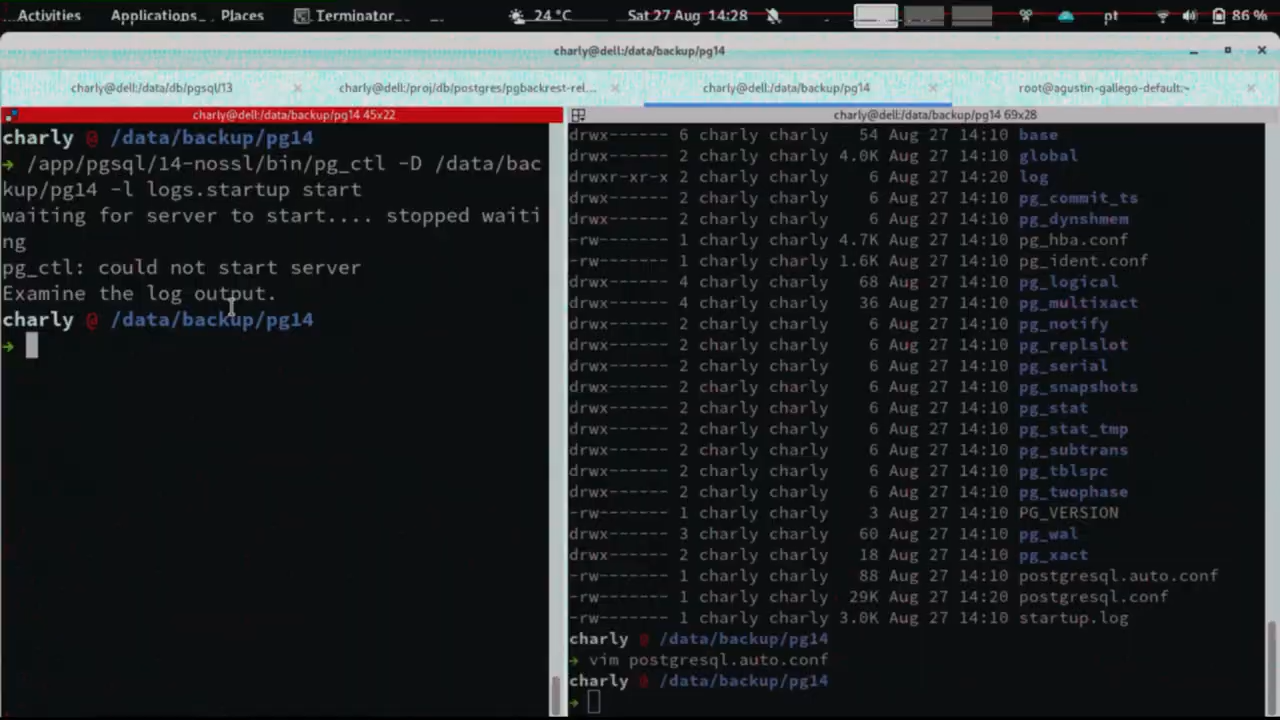 Activities Applications Places Terminator 24 °C Sat 27 Aug 14:28 pt 86 %
charly@dell:/data/backup/pg14
charly@dell:/data/db/pgsql/13 charly@dell:/proj/db/postgres/pgbackrest-rel... charly@dell:/data/backup/pg14 root@agustin-gallego-default:~
charly@dell:/data/backup/pg14 45x22
charly @ /data/backup/pg14
→ /app/pgsql/14-nossl/bin/pg_ctl -D /data/bac
kup/pg14 -l logs.startup start
waiting for server to start.... stopped waiti
ng
pg_ctl: could not start server
Examine the log output.
charly @ /data/backup/pg14
→
charly@dell:/data/backup/pg14 69x28
drwx------ 6 charly charly 54 Aug 27 14:10 base
drwx------ 2 charly charly 4.0K Aug 27 14:10 global
drwxr-xr-x 2 charly charly 6 Aug 27 14:20 log
drwx------ 2 charly charly 6 Aug 27 14:10 pg_commit_ts
drwx------ 2 charly charly 6 Aug 27 14:10 pg_dynshmem
-rw------- 1 charly charly 4.7K Aug 27 14:10 pg_hba.conf
-rw------- 1 charly charly 1.6K Aug 27 14:10 pg_ident.conf
drwx------ 4 charly charly 68 Aug 27 14:10 pg_logical
drwx------ 4 charly charly 36 Aug 27 14:10 pg_multixact
drwx------ 2 charly charly 6 Aug 27 14:10 pg_notify
drwx------ 2 charly charly 6 Aug 27 14:10 pg_replslot
drwx------ 2 charly charly 6 Aug 27 14:10 pg_serial
drwx------ 2 charly charly 6 Aug 27 14:10 pg_snapshots
drwx------ 2 charly charly 6 Aug 27 14:10 pg_stat
drwx------ 2 charly charly 6 Aug 27 14:10 pg_stat_tmp
drwx------ 2 charly charly 6 Aug 27 14:10 pg_subtrans
drwx------ 2 charly charly 6 Aug 27 14:10 pg_tblspc
drwx------ 2 charly charly 6 Aug 27 14:10 pg_twophase
-rw------- 1 charly charly 3 Aug 27 14:10 PG_VERSION
drwx------ 3 charly charly 60 Aug 27 14:10 pg_wal
drwx------ 2 charly charly 18 Aug 27 14:10 pg_xact
-rw------- 1 charly charly 88 Aug 27 14:10 postgresql.auto.conf
-rw------- 1 charly charly 29K Aug 27 14:20 postgresql.conf
-rw------- 1 charly charly 3.0K Aug 27 14:10 startup.log
charly @ /data/backup/pg14
→ vim postgresql.auto.conf
charly @ /data/backup/pg14
→